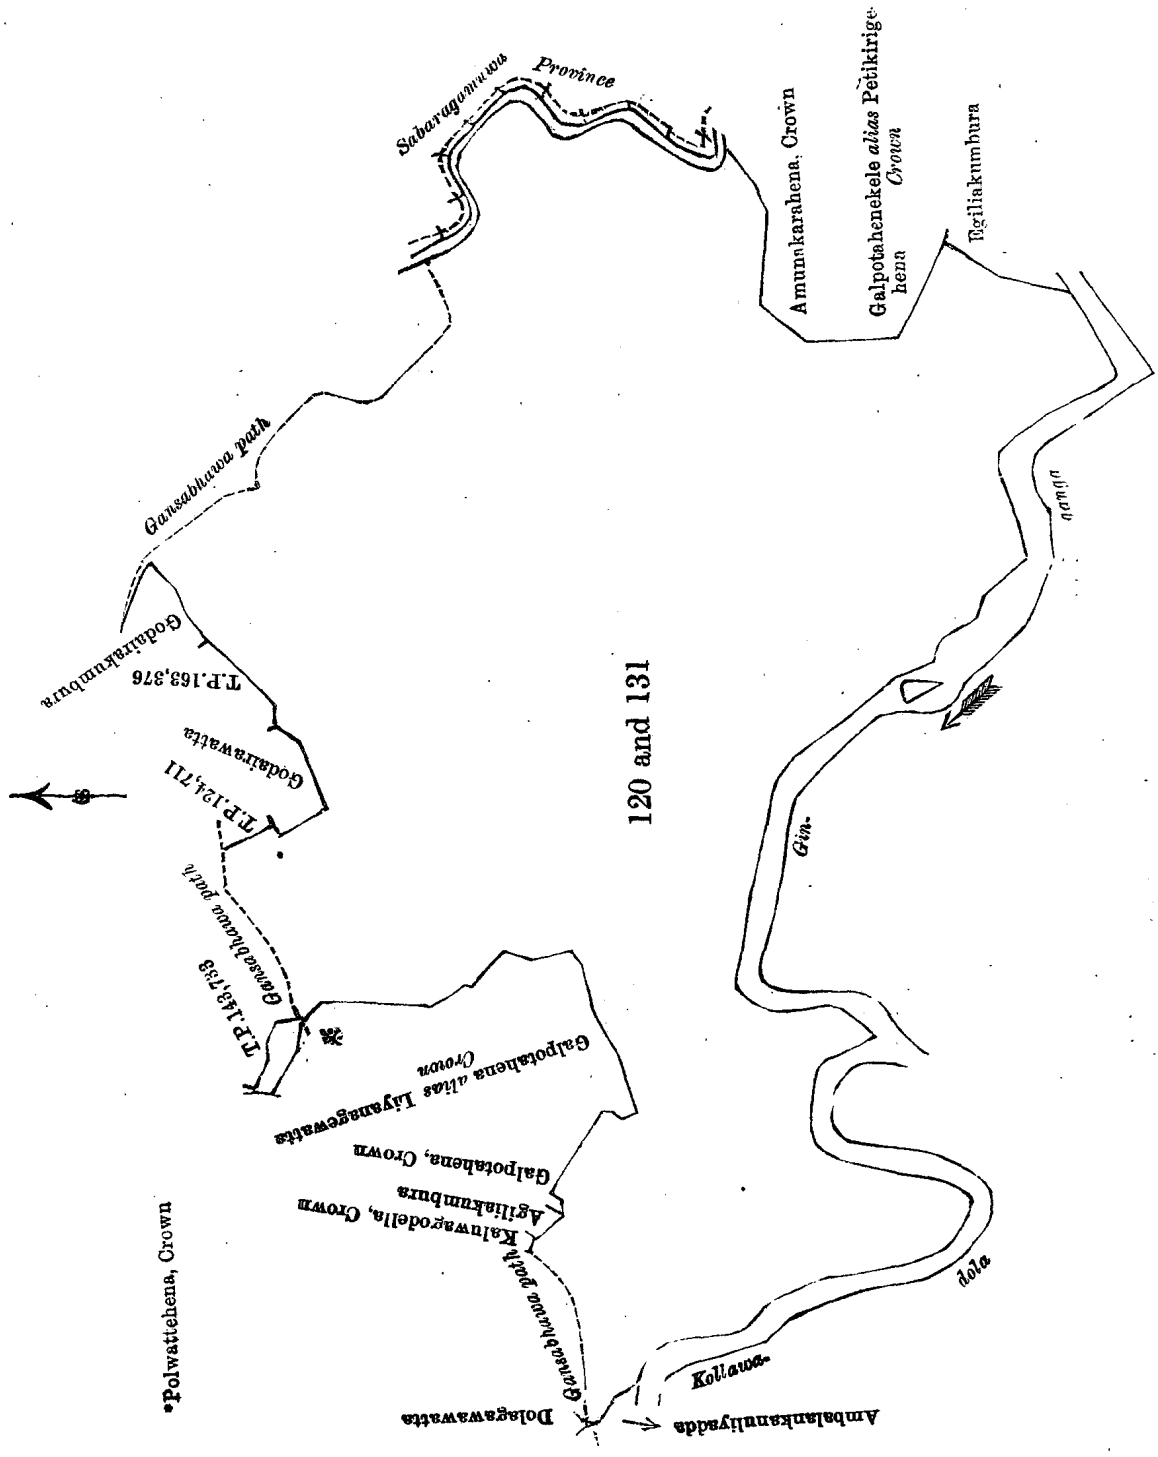 Sabaragamuwa Province
Amunakarahena, Crown
Galpotahenekele alias Petikirige-
hena Crown
Egiliakumbura
Gansabhawa path
Godairakumbura
T.P.163,376
Godairawatta
T.P.124,711
Gansabhawa path
T.P.143,733
*
Galpotahena alias Liyanagewatta
Crown
Galpotahena, Crown
Agiliakumbura
Kaluwagodella, Crown
Gansabhawa path
Dolagawawatta
Ambalankanuliyadda
*Polwattehena, Crown
120 and 131
Gin-
ganga
Kollawa-
dola